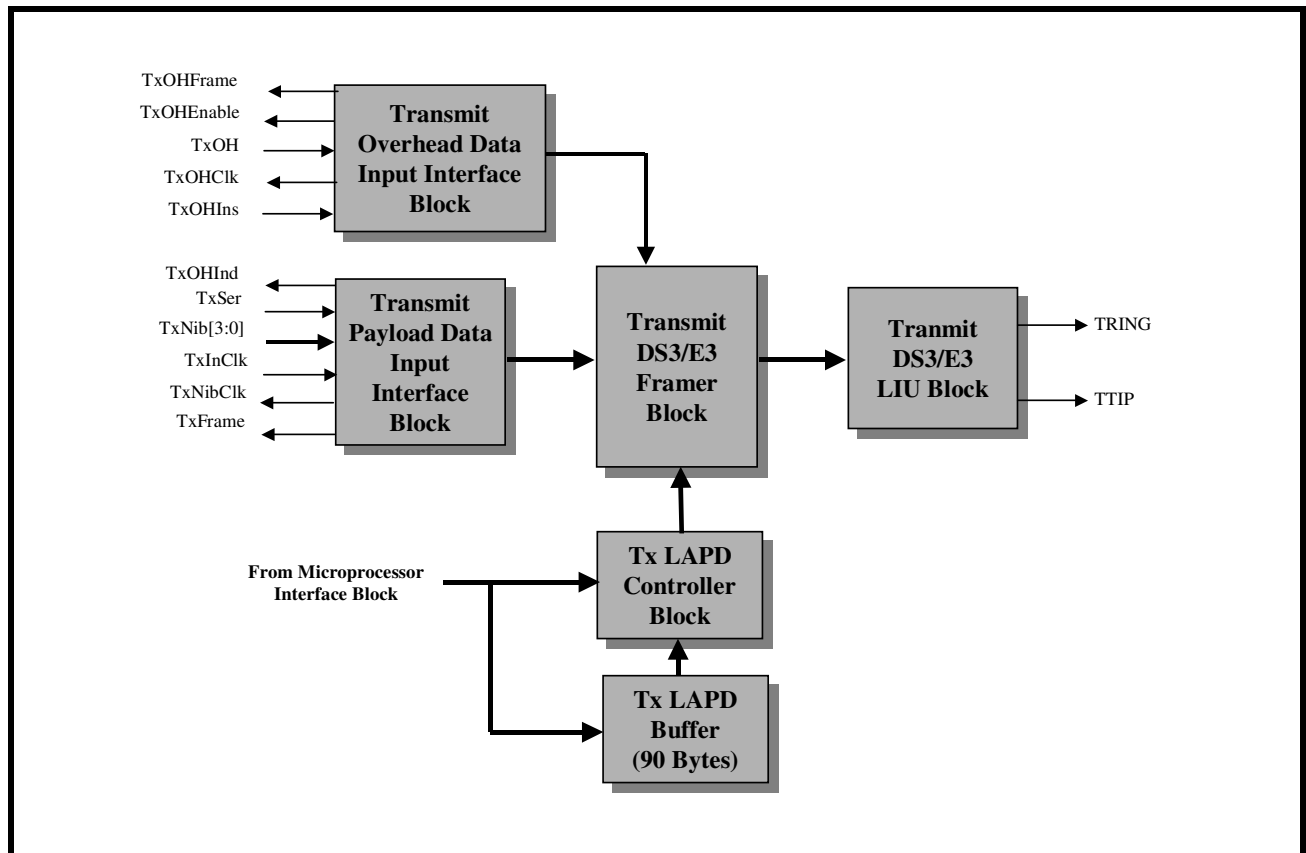 TxOHFrame
TxOHEnable
TxOH
TxOHClk
TxOHIns
Transmit
Overhead Data
Input Interface
Block
TxOHInd
TxSer
TxNib[3:0]
TxInClk
TxNibClk
TxFrame
Transmit
Payload Data
Input
Interface
Block
Transmit
DS3/E3
Framer
Block
Tranmit
DS3/E3
LIU Block
TRING
TTIP
From Microprocessor
Interface Block
Tx LAPD
Controller
Block
Tx LAPD
Buffer
(90 Bytes)